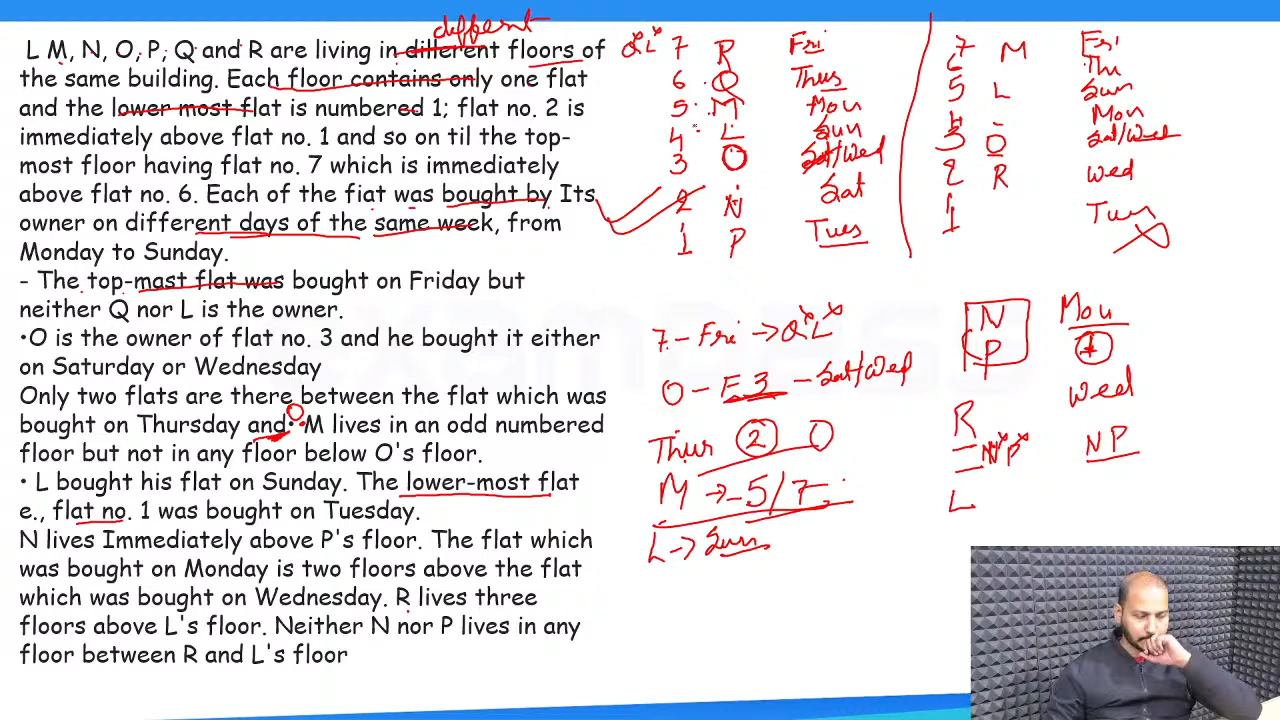 different
L M, N, O, P, Q and R are living in different floors of
the same building. Each floor contains only one flat
and the lower most flat is numbered 1; flat no. 2 is
immediately above flat no. 1 and so on til the top-
most floor having flat no. 7 which is immediately
above flat no. 6. Each of the fiat was bought by Its
owner on different days of the same week, from
Monday to Sunday.
- The top-mast flat was bought on Friday but
neither Q nor L is the owner.
•O is the owner of flat no. 3 and he bought it either
on Saturday or Wednesday
Only two flats are there between the flat which was
O
bought on Thursday and• M lives in an odd numbered
floor but not in any floor below O's floor.
• L bought his flat on Sunday. The lower-most flat
e., flat no. 1 was bought on Tuesday.
N lives Immediately above P's floor. The flat which
was bought on Monday is two floors above the flat
which was bought on Wednesday. R lives three
floors above L's floor. Neither N nor P lives in any
floor between R and L's floor
QxLx 7 R Fri
6 Q Thus
5 M Mon
4 L Sun
3 O Sat/Wed
2 N Sat
1 P Tues
7 M Fri
6 Thu
5 L Sun
4 Mon
3 O Sat/Wed
2 R Wed
1 Tues
7 - Fri → QxLx
O - F 3 - Sat/Wed
Thur 2 O
M → 5/7
L → Sun
N Mon
P 1
Wed
R
NxPx NP
L